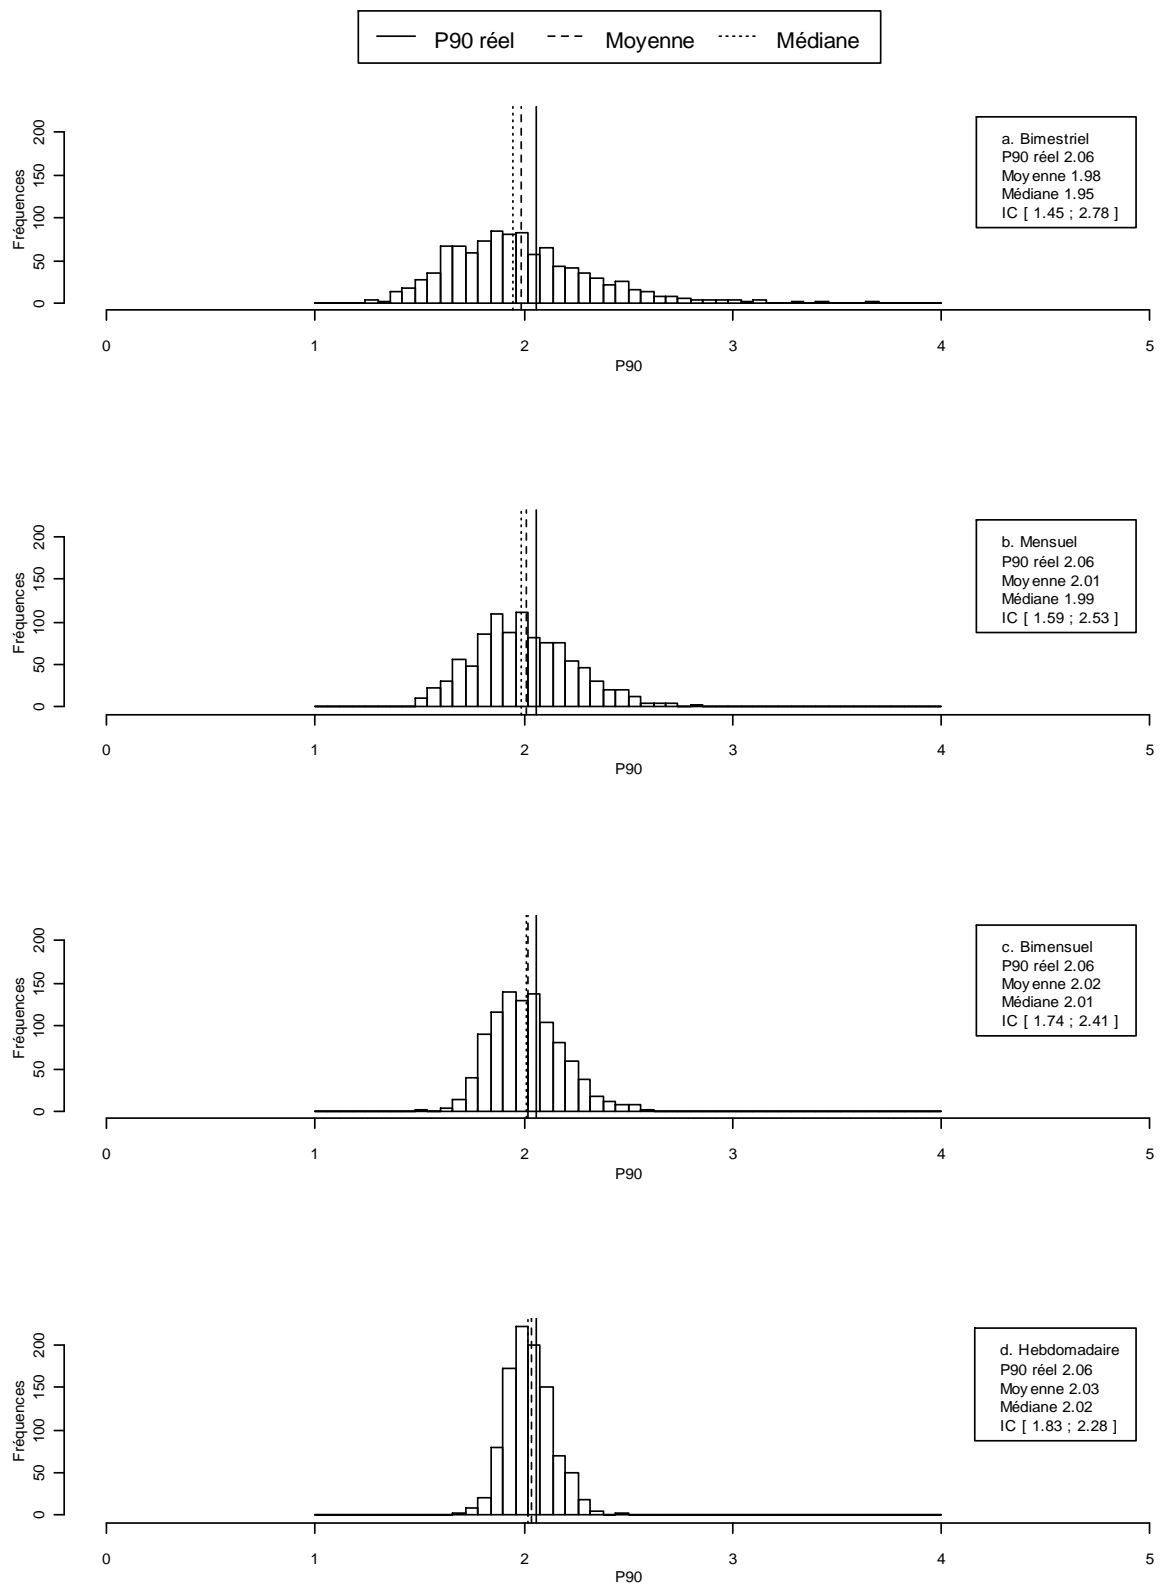 P90 réel Moyenne Médiane
a. Bimestriel
P90 réel 2.06
Moyenne 1.98
Médiane 1.95
IC [ 1.45 ; 2.78 ]
Fréquences
200
150
100
50
0
0 1 2 3 4 5
P90
b. Mensuel
P90 réel 2.06
Moyenne 2.01
Médiane 1.99
IC [ 1.59 ; 2.53 ]
Fréquences
200
150
100
50
0
0 1 2 3 4 5
P90
c. Bimensuel
P90 réel 2.06
Moyenne 2.02
Médiane 2.01
IC [ 1.74 ; 2.41 ]
Fréquences
200
150
100
50
0
0 1 2 3 4 5
P90
d. Hebdomadaire
P90 réel 2.06
Moyenne 2.03
Médiane 2.02
IC [ 1.83 ; 2.28 ]
Fréquences
200
150
100
50
0
0 1 2 3 4 5
P90